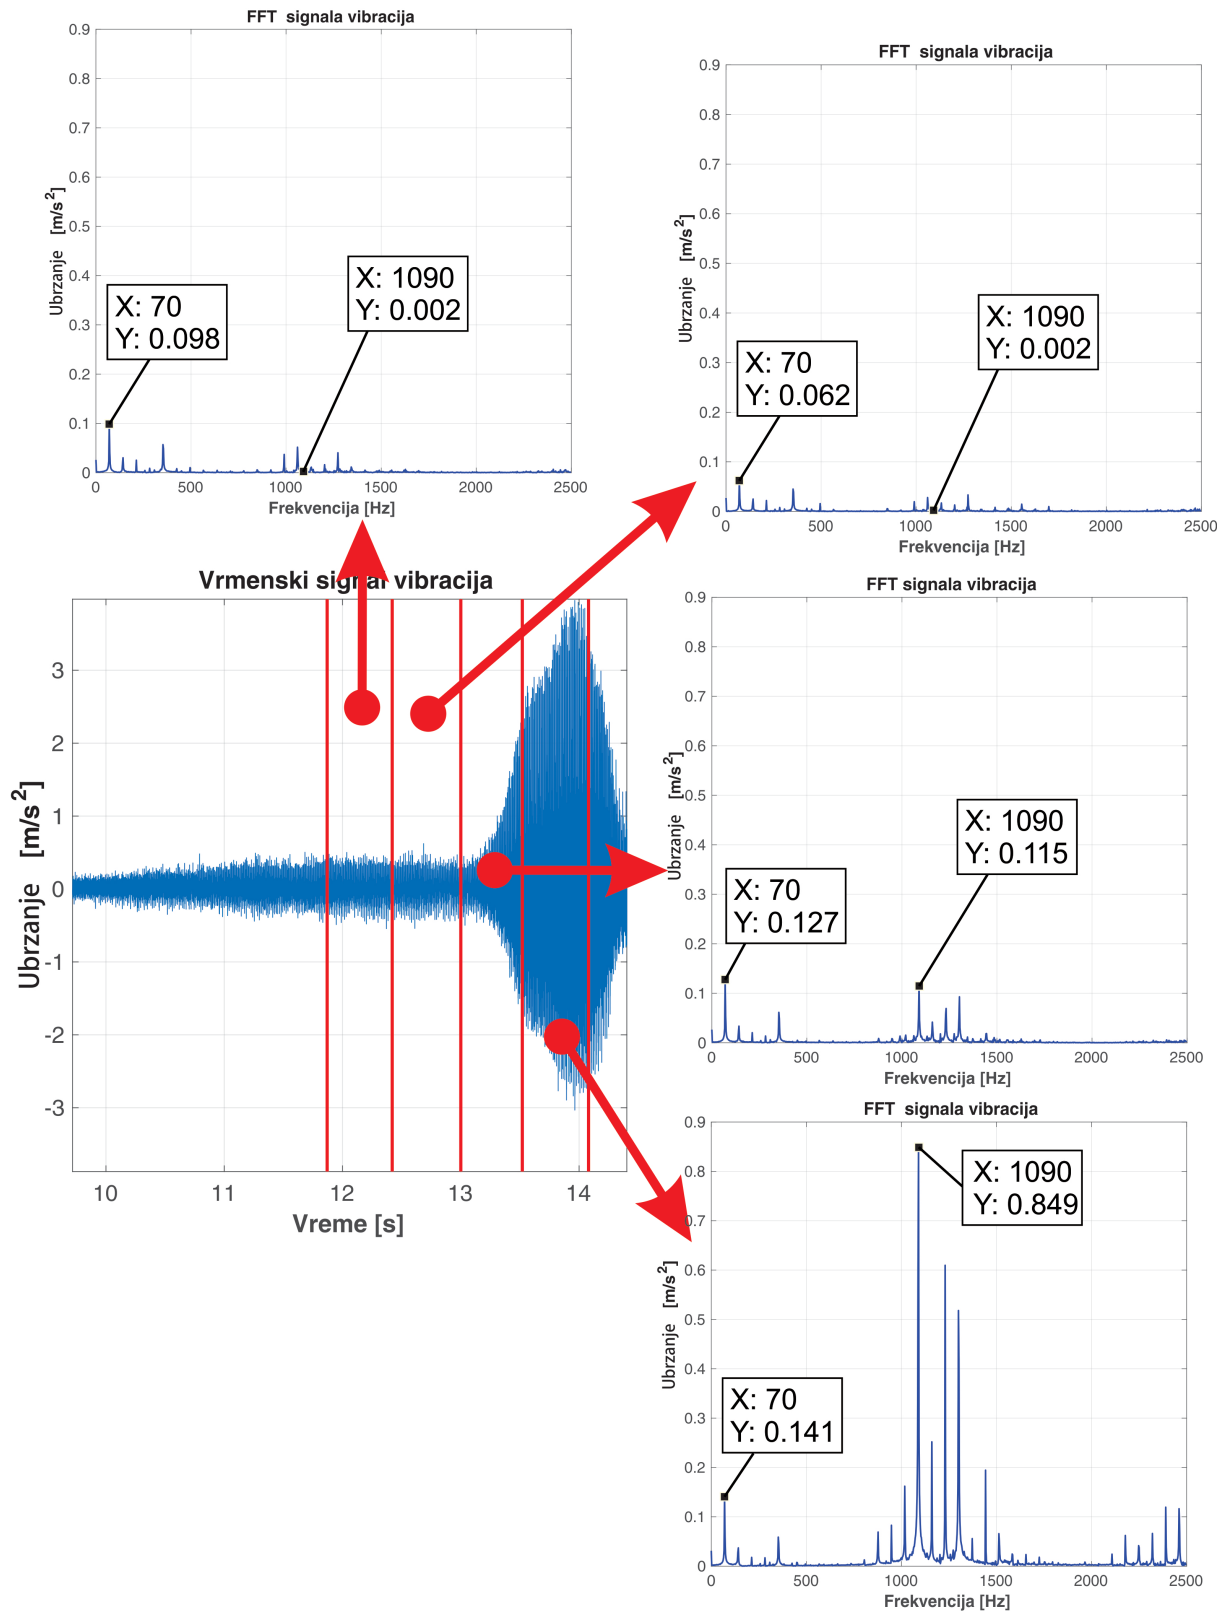 FFT signala vibracija
0.9
0.8
0.7
0.6
0.5
0.4
0.3
0.2
0.1
0
Ubrzanje [m/s²]
X: 70
Y: 0.098
X: 1090
Y: 0.002
0 500 1000 1500 2000 2500
Frekvencija [Hz]
FFT signala vibracija
0.9
0.8
0.7
0.6
0.5
0.4
0.3
0.2
0.1
0
Ubrzanje [m/s²]
X: 70
Y: 0.062
X: 1090
Y: 0.002
0 500 1000 1500 2000 2500
Frekvencija [Hz]
Vrmenski signal vibracija
3
2
1
0
-1
-2
-3
Ubrzanje [m/s²]
10 11 12 13 14
Vreme [s]
FFT signala vibracija
0.9
0.8
0.7
0.6
0.5
0.4
0.3
0.2
0.1
0
Ubrzanje [m/s²]
X: 70
Y: 0.127
X: 1090
Y: 0.115
0 500 1000 1500 2000 2500
Frekvencija [Hz]
FFT signala vibracija
0.9
0.8
0.7
0.6
0.5
0.4
0.3
0.2
0.1
0
Ubrzanje [m/s²]
X: 1090
Y: 0.849
X: 70
Y: 0.141
0 500 1000 1500 2000 2500
Frekvencija [Hz]